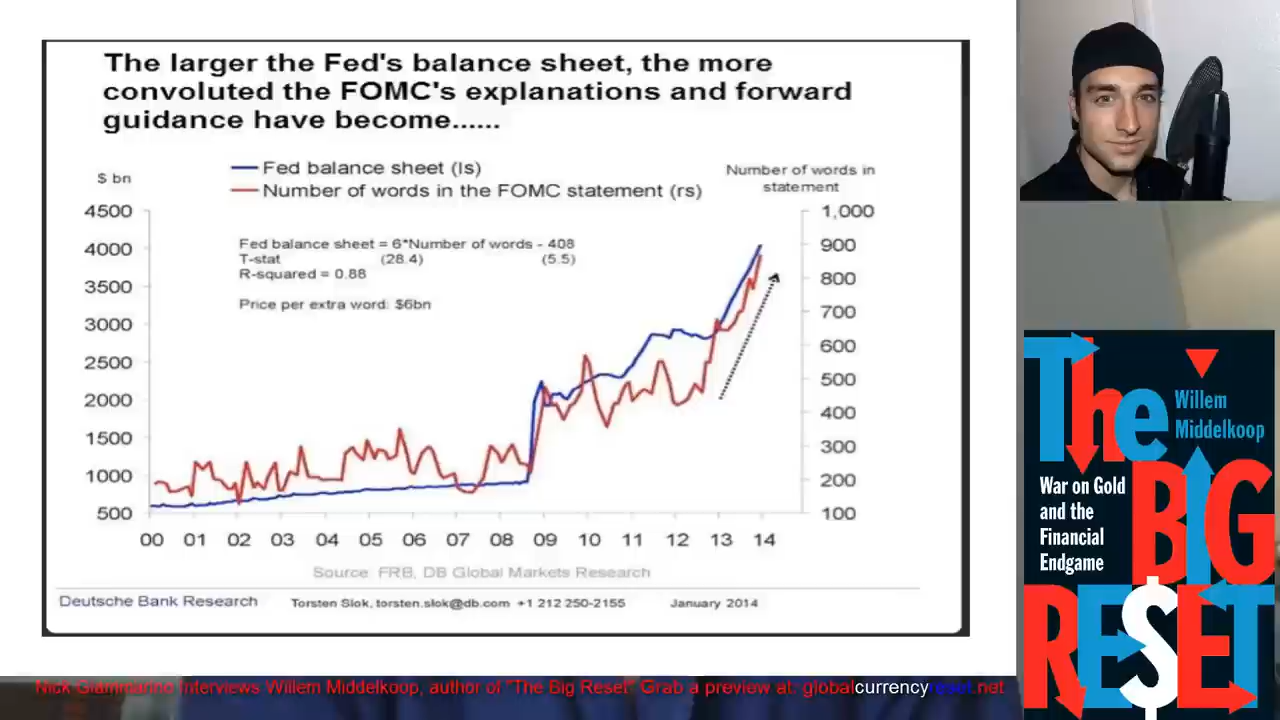 The larger the Fed's balance sheet, the more
convoluted the FOMC's explanations and forward
guidance have become......
$ bn
Fed balance sheet (ls)
Number of words in the FOMC statement (rs)
Number of words in
statement
4500
4000
3500
3000
2500
2000
1500
1000
500
Fed balance sheet = 6*Number of words - 408
T-stat (28.4) (5.5)
R-squared = 0.88
Price per extra word: $6bn
1,000
900
800
700
600
500
400
300
200
100
00 01 02 03 04 05 06 07 08 09 10 11 12 13 14
Source: FRB, DB Global Markets Research
Deutsche Bank Research Torsten Slok, torsten.slok@db.com +1 212 250-2155 January 2014
The
Willem
Middelkoop
War on Gold
and the
Financial
Endgame
BIG
RE$ET
Nick Giammarino Interviews Willem Middelkoop, author of "The Big Reset" Grab a preview at: globalcurrencyreset.net